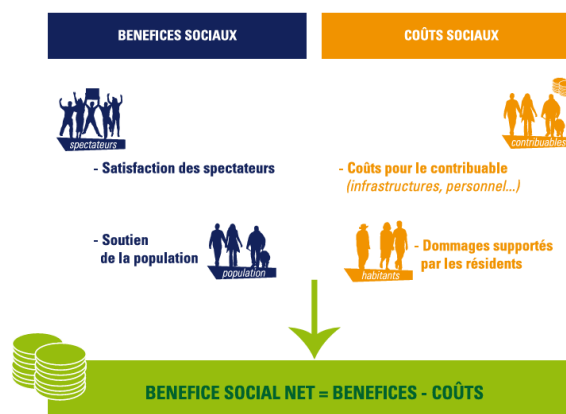 BENEFICES SOCIAUX
COÛTS SOCIAUX
spectateurs
contribuables
- Satisfaction des spectateurs
- Coûts pour le contribuable
(infrastructures, personnel...)
- Soutien
de la population
population
habitants
- Dommages supportés
par les résidents
BENEFICE SOCIAL NET = BENEFICES - COÛTS